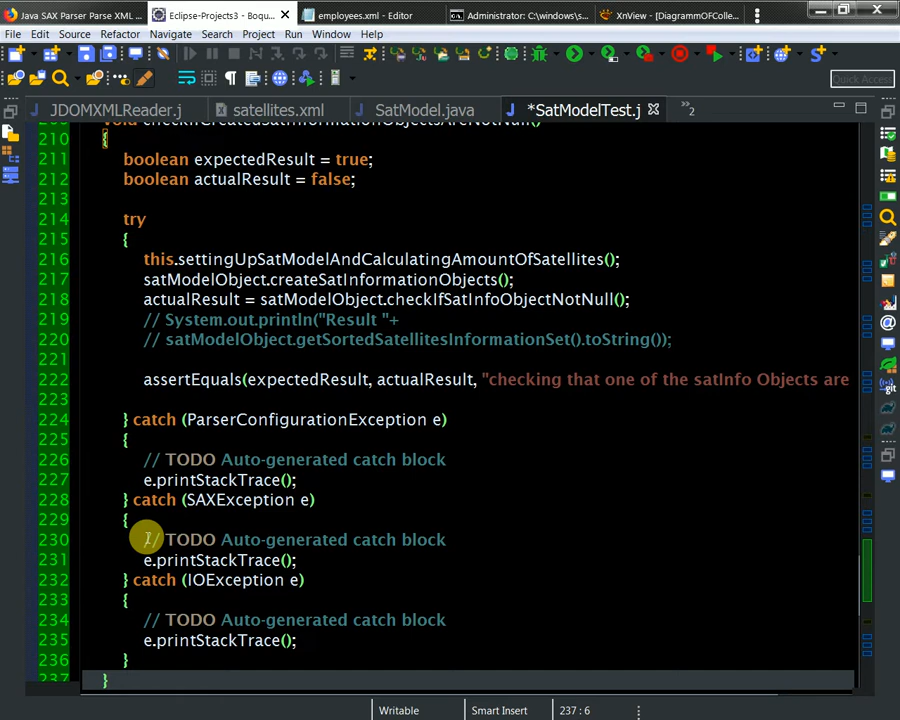 Java SAX Parser Parse XML ...
Eclipse-Projects3 - Boqu...
employees.xml - Editor
Administrator: C:\windows\s...
XnView - [DiagrammOFColle...
File Edit Source Refactor Navigate Search Project Run Window Help
Quick Access
JDOMXMLReader.j
satellites.xml
SatModel.java
*SatModelTest.j
»2
210 {
211 boolean expectedResult = true;
212 boolean actualResult = false;
213
214 try
215 {
216 this.settingUpSatModelAndCalculatingAmountOfSatellites();
217 satModelObject.createSatInformationObjects();
218 actualResult = satModelObject.checkIfSatInfoObjectNotNull();
219 // System.out.println("Result "+
220 // satModelObject.getSortedSatellitesInformationSet().toString());
221
222 assertEquals(expectedResult, actualResult, "checking that one of the satInfo Objects are
223
224 } catch (ParserConfigurationException e)
225 {
226 // TODO Auto-generated catch block
227 e.printStackTrace();
228 } catch (SAXException e)
229 {
230 // TODO Auto-generated catch block
231 e.printStackTrace();
232 } catch (IOException e)
233 {
234 // TODO Auto-generated catch block
235 e.printStackTrace();
236 }
237 }
Writable
Smart Insert
237 : 6